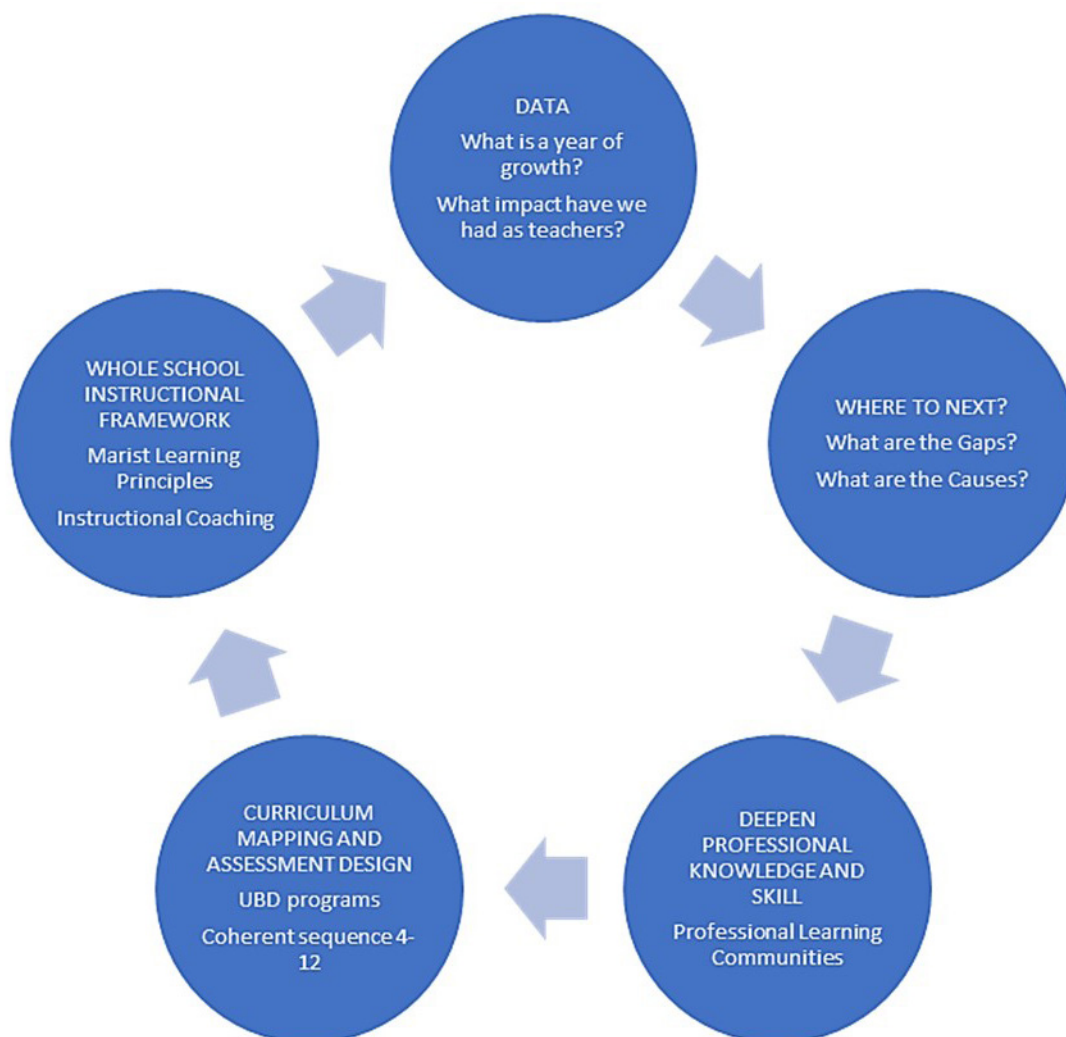 DATA
What is a year of
growth?
What impact have we
had as teachers?
WHERE TO NEXT?
What are the Gaps?
What are the Causes?
DEEPEN
PROFESSIONAL
KNOWLEDGE AND
SKILL
Professional Learning
Communities
CURRICULUM
MAPPING AND
ASSESSMENT DESIGN
UBD programs
Coherent sequence 4-
12
WHOLE SCHOOL
INSTRUCTIONAL
FRAMEWORK
Marist Learning
Principles
Instructional Coaching